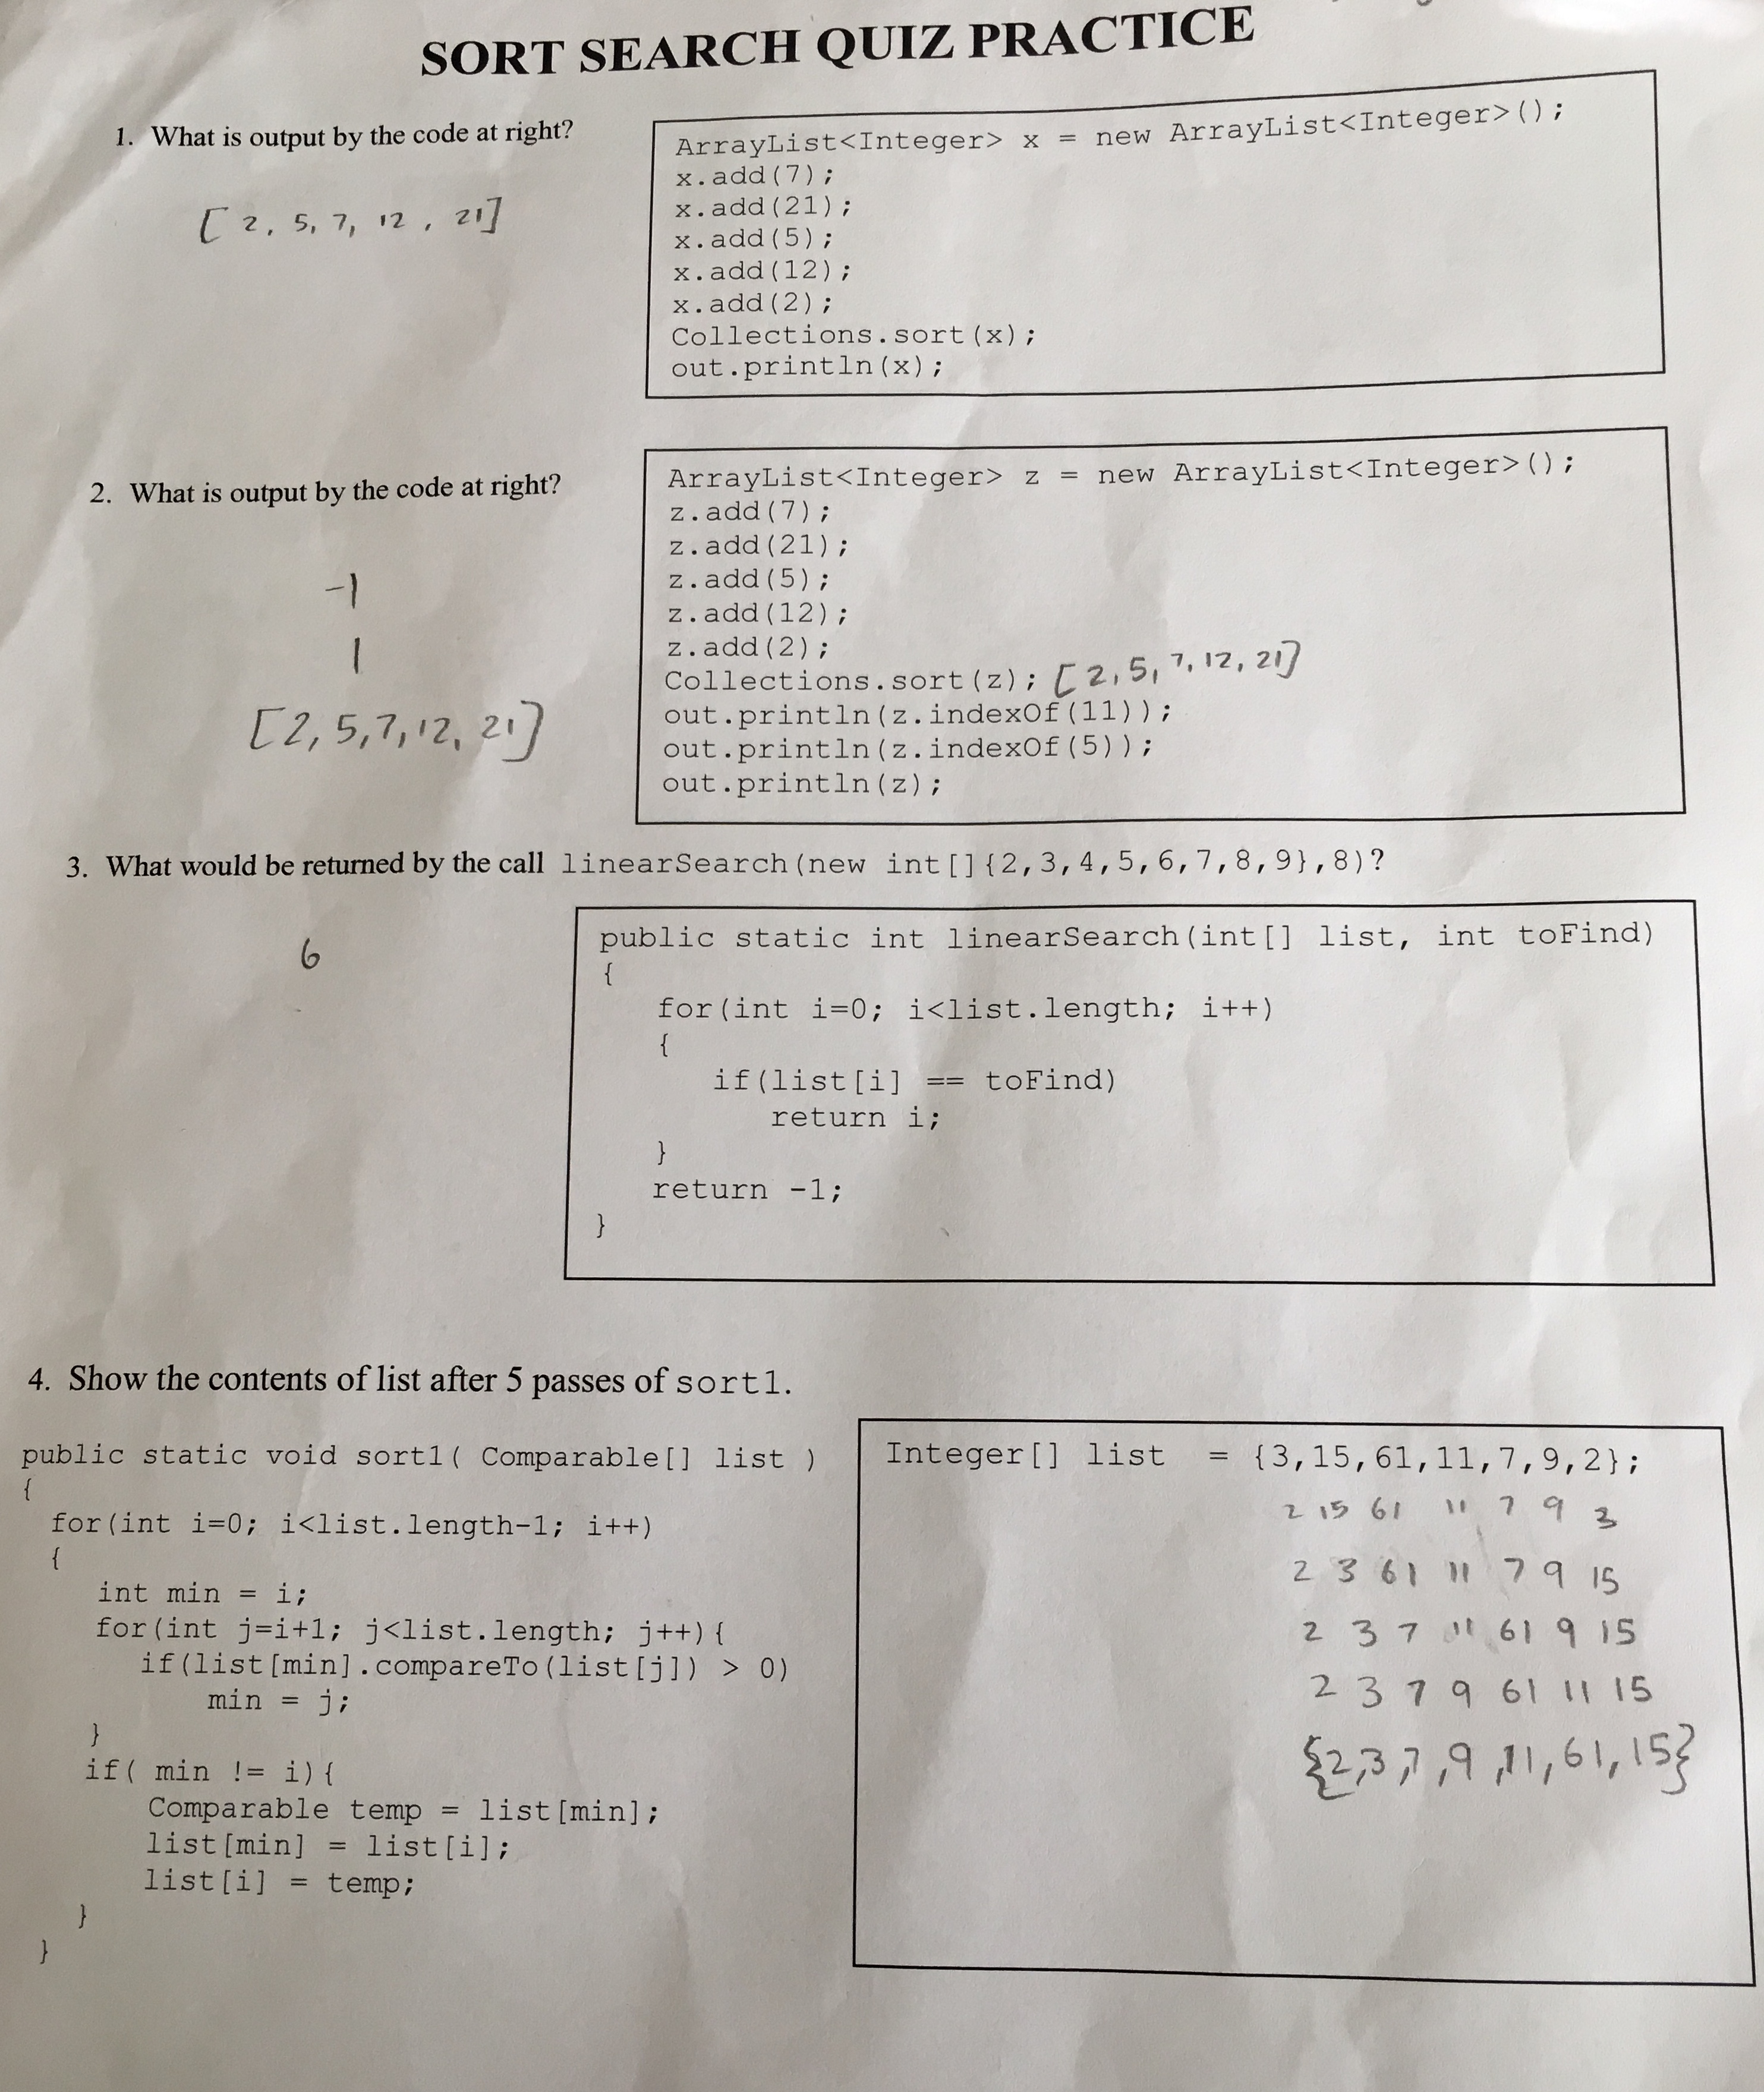 SORT SEARCH QUIZ PRACTICE
1. What is output by the code at right?
[ 2, 5, 7, 12 , 21]
ArrayList<Integer> x = new ArrayList<Integer>();
x.add(7);
x.add(21);
x.add(5);
x.add(12);
x.add(2);
Collections.sort(x);
out.println(x);
2. What is output by the code at right?
-1
1
[2, 5,7,12, 21]
ArrayList<Integer> z = new ArrayList<Integer>();
z.add(7);
z.add(21);
z.add(5);
z.add(12);
z.add(2);
Collections.sort(z); [2,5,7,12,21]
out.println(z.indexOf(11));
out.println(z.indexOf(5));
out.println(z);
3. What would be returned by the call linearSearch(new int[]{2,3,4,5,6,7,8,9},8)?
6
public static int linearSearch(int[] list, int toFind)
{
for(int i=0; i<list.length; i++)
{
if(list[i] == toFind)
return i;
}
return -1;
}
4. Show the contents of list after 5 passes of sort1.
public static void sort1( Comparable[] list )
{
for(int i=0; i<list.length-1; i++)
{
int min = i;
for(int j=i+1; j<list.length; j++){
if(list[min].compareTo(list[j]) > 0)
min = j;
}
if( min != i){
Comparable temp = list[min];
list[min] = list[i];
list[i] = temp;
}
}
Integer[] list = {3,15,61,11,7,9,2};
2 15 61 11 7 9 3
2 3 61 11 7 9 15
2 3 7 11 61 9 15
2 3 7 9 61 11 15
{2,3,7,9,11,61,15}